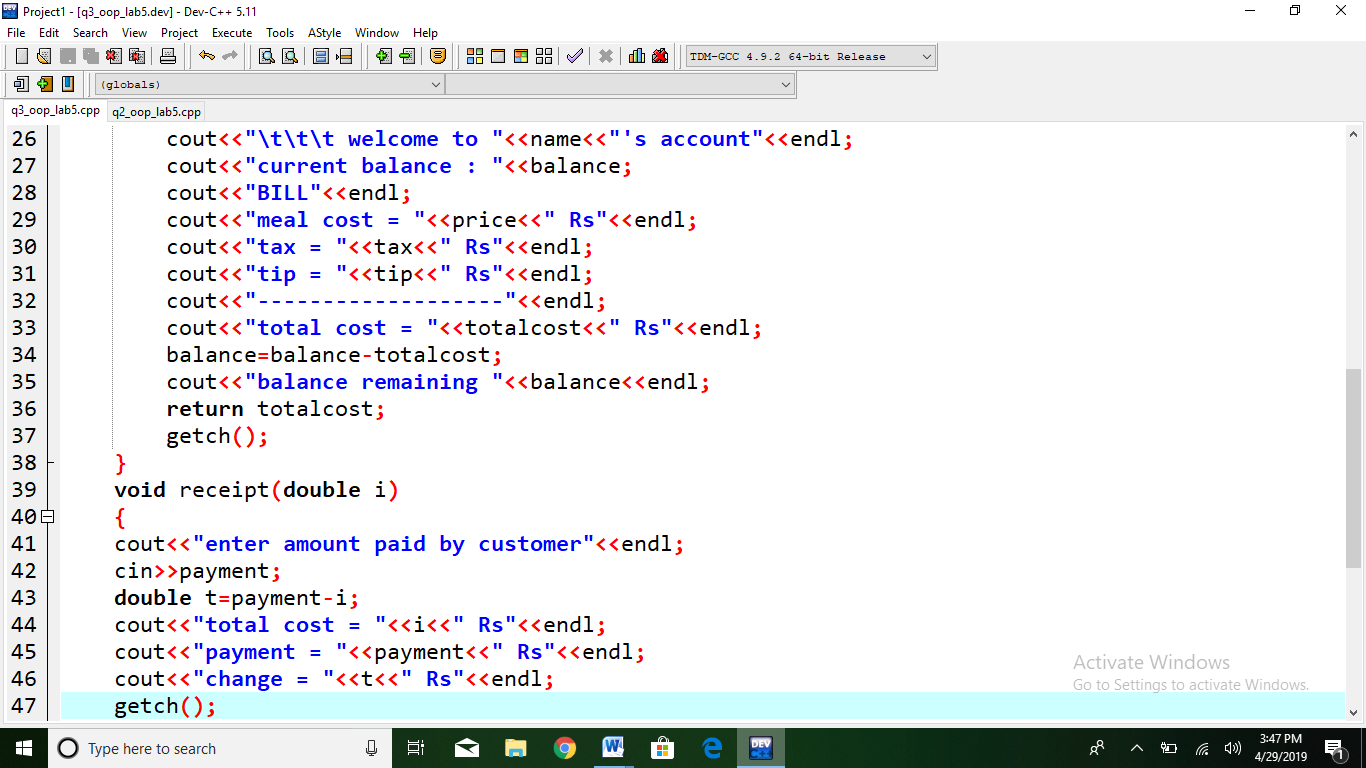 Project1 - [q3_oop_lab5.dev] - Dev-C++ 5.11
File Edit Search View Project Execute Tools AStyle Window Help
TDM-GCC 4.9.2 64-bit Release
(globals)
q3_oop_lab5.cpp q2_oop_lab5.cpp
26 cout<<"\t\t\t welcome to "<<name<<"'s account"<<endl;
27 cout<<"current balance : "<<balance;
28 cout<<"BILL"<<endl;
29 cout<<"meal cost = "<<price<<" Rs"<<endl;
30 cout<<"tax = "<<tax<<" Rs"<<endl;
31 cout<<"tip = "<<tip<<" Rs"<<endl;
32 cout<<"-------------------"<<endl;
33 cout<<"total cost = "<<totalcost<<" Rs"<<endl;
34 balance=balance-totalcost;
35 cout<<"balance remaining "<<balance<<endl;
36 return totalcost;
37 getch();
38 }
39 void receipt(double i)
40 {
41 cout<<"enter amount paid by customer"<<endl;
42 cin>>payment;
43 double t=payment-i;
44 cout<<"total cost = "<<i<<" Rs"<<endl;
45 cout<<"payment = "<<payment<<" Rs"<<endl;
46 cout<<"change = "<<t<<" Rs"<<endl;
47 getch();
Activate Windows
Go to Settings to activate Windows.
Type here to search
DEV
3:47 PM
4/29/2019
1